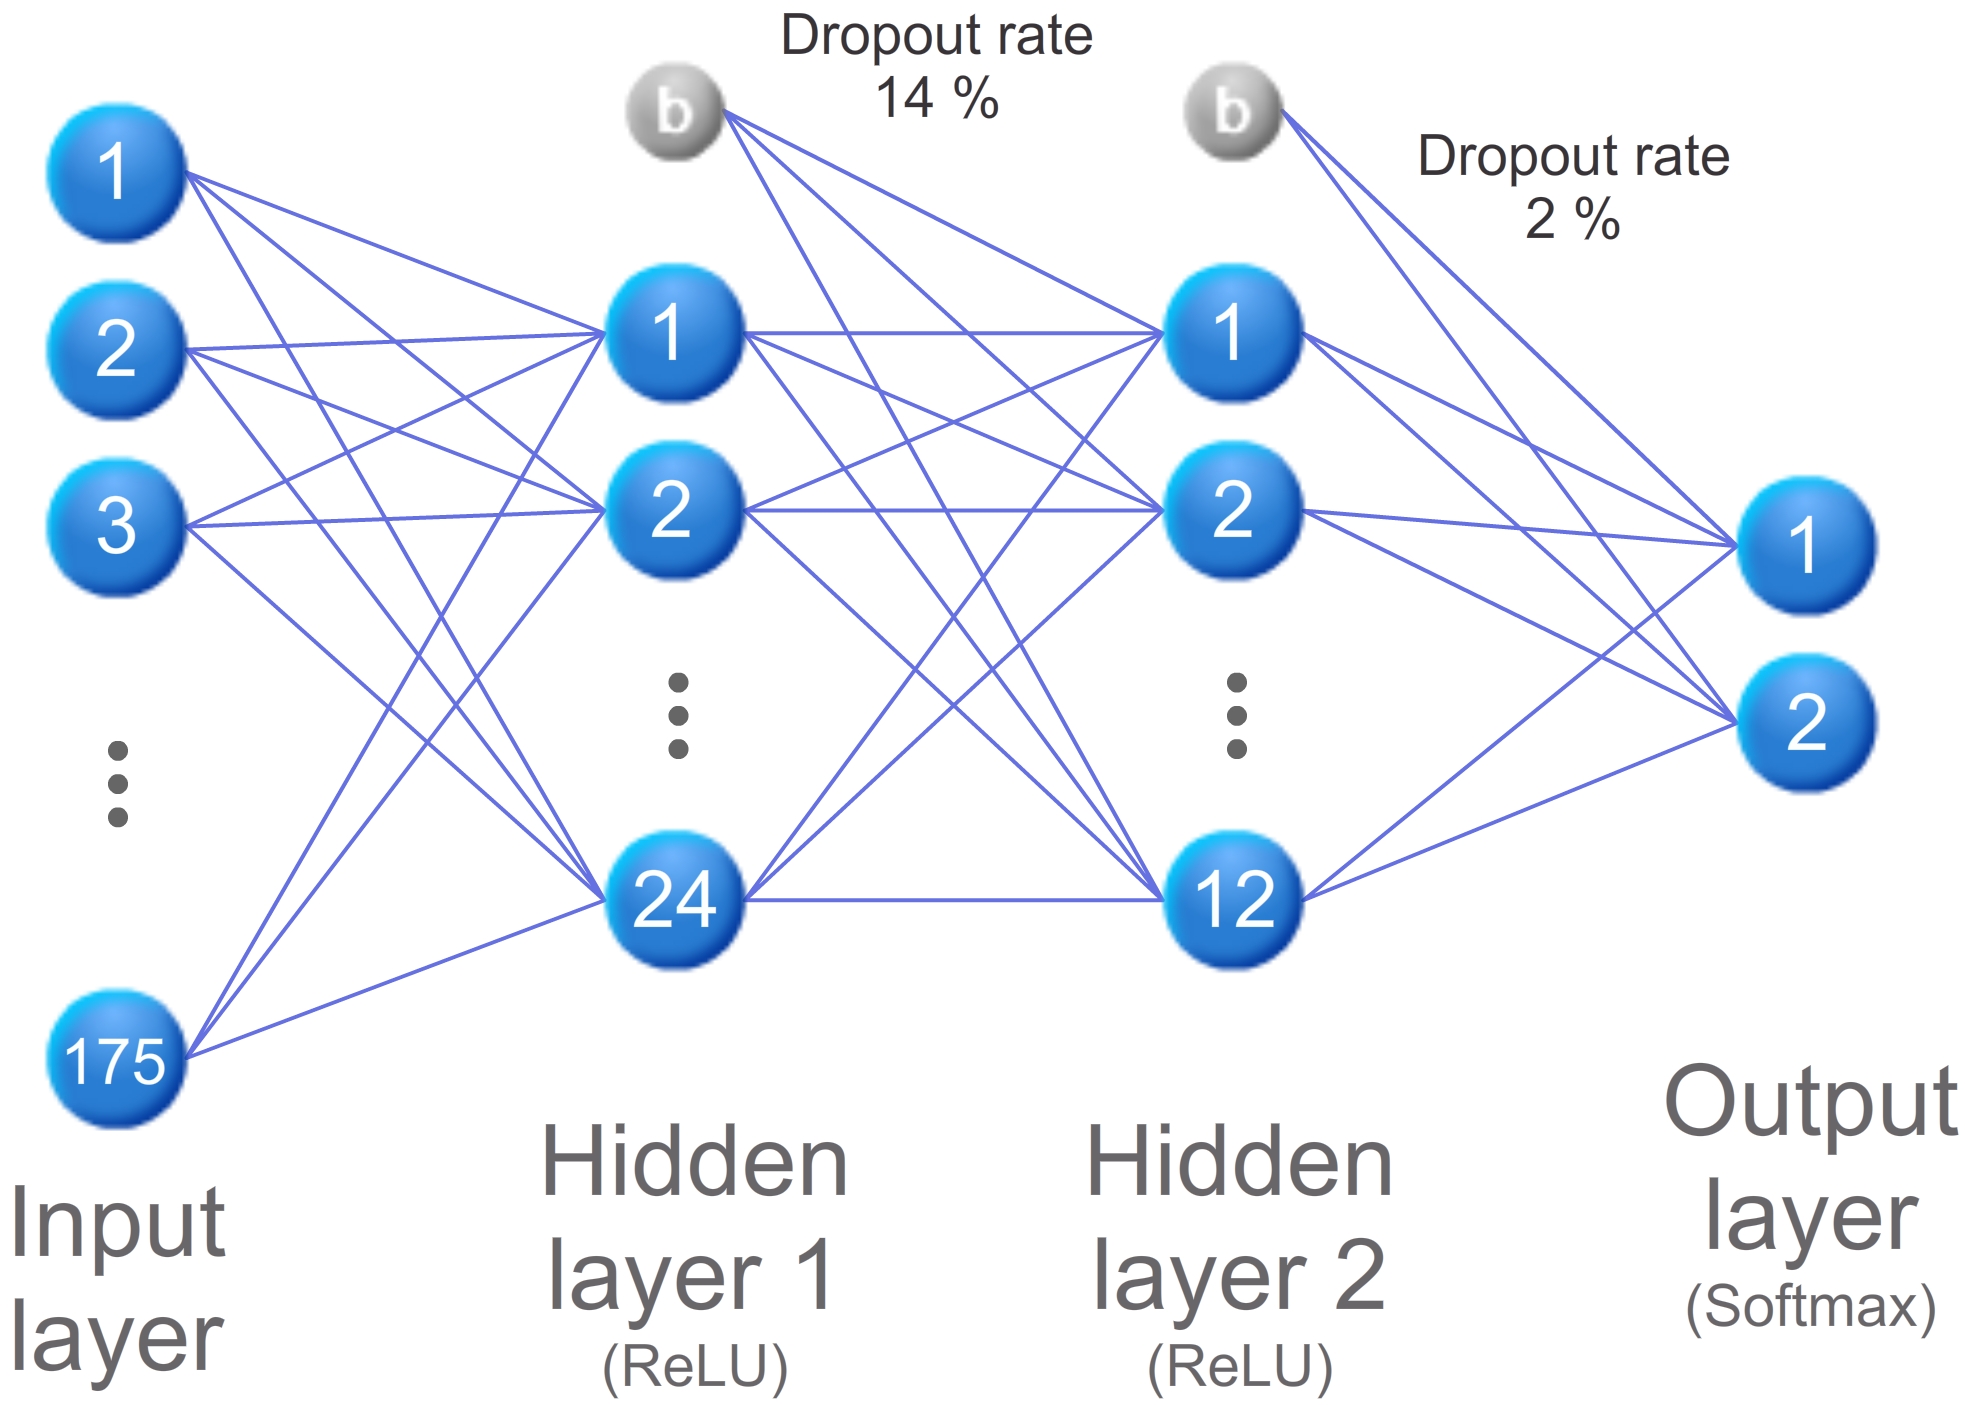 Dropout rate
14 %
Dropout rate
2 %
b
b
1
2
3
175
1
2
24
1
2
12
1
2
Input
layer
Hidden
layer 1
(ReLU)
Hidden
layer 2
(ReLU)
Output
layer
(Softmax)